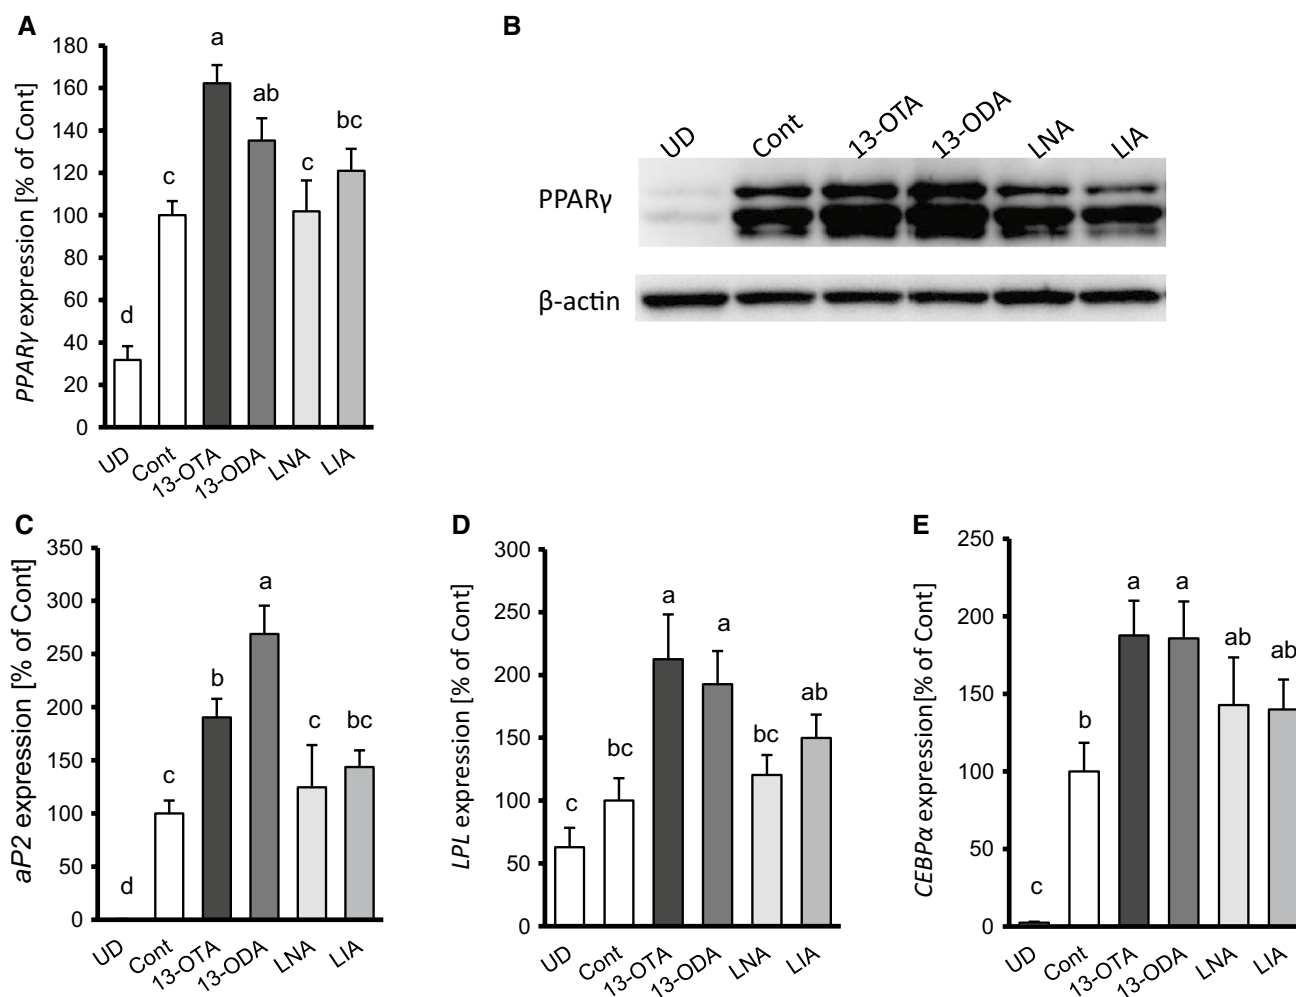 A
PPARγ expression [% of Cont]
180
160
140
120
100
80
60
40
20
0
d
c
a
ab
c
bc
UD
Cont
13-OTA
13-ODA
LNA
LIA
B
UD
Cont
13-OTA
13-ODA
LNA
LIA
PPARγ
β-actin
C
aP2 expression [% of Cont]
350
300
250
200
150
100
50
0
d
c
b
a
c
bc
UD
Cont
13-OTA
13-ODA
LNA
LIA
D
LPL expression [% of Cont]
300
250
200
150
100
50
0
c
bc
a
a
bc
ab
UD
Cont
13-OTA
13-ODA
LNA
LIA
E
CEBPα expression[% of Cont]
250
200
150
100
50
0
c
b
a
a
ab
ab
UD
Cont
13-OTA
13-ODA
LNA
LIA